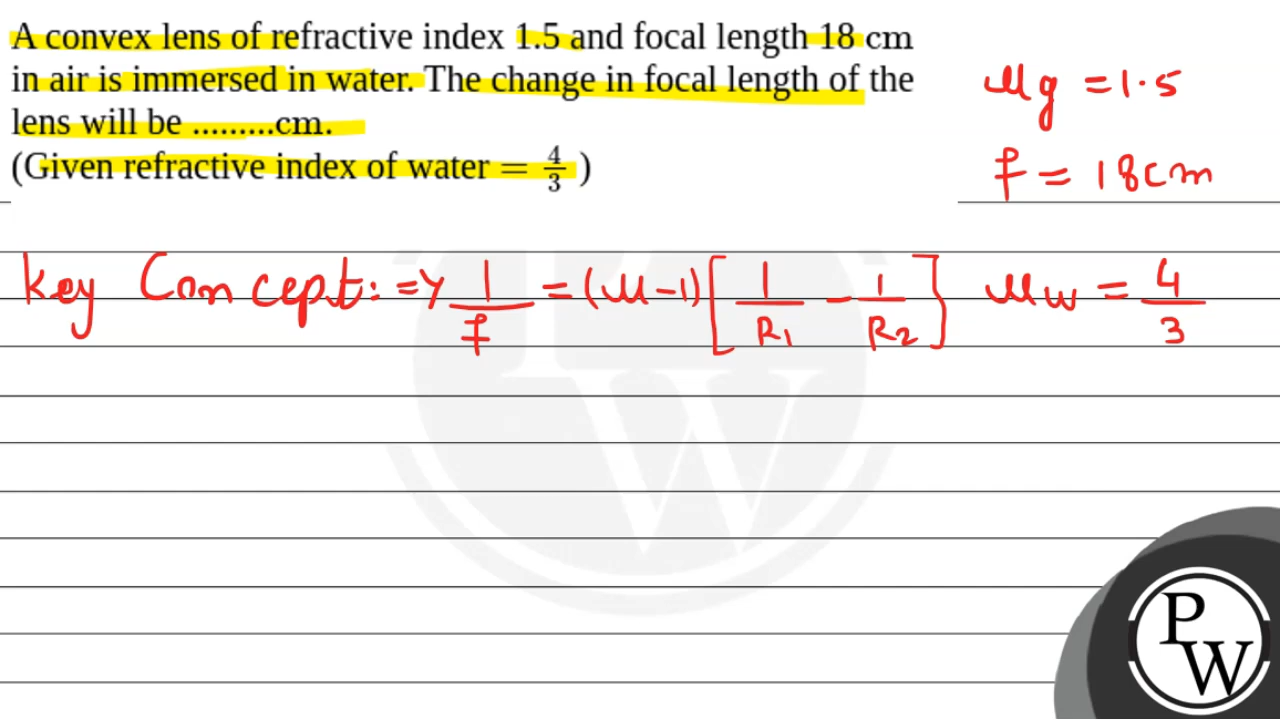 A convex lens of refractive index 1.5 and focal length 18 cm
in air is immersed in water. The change in focal length of the
lens will be .........cm.
(Given refractive index of water = 4/3 )
μg = 1.5
f = 18cm
Key Concept: ⇒ 1/f = (μ-1)[1/R1 - 1/R2] μw = 4/3
PW
PW